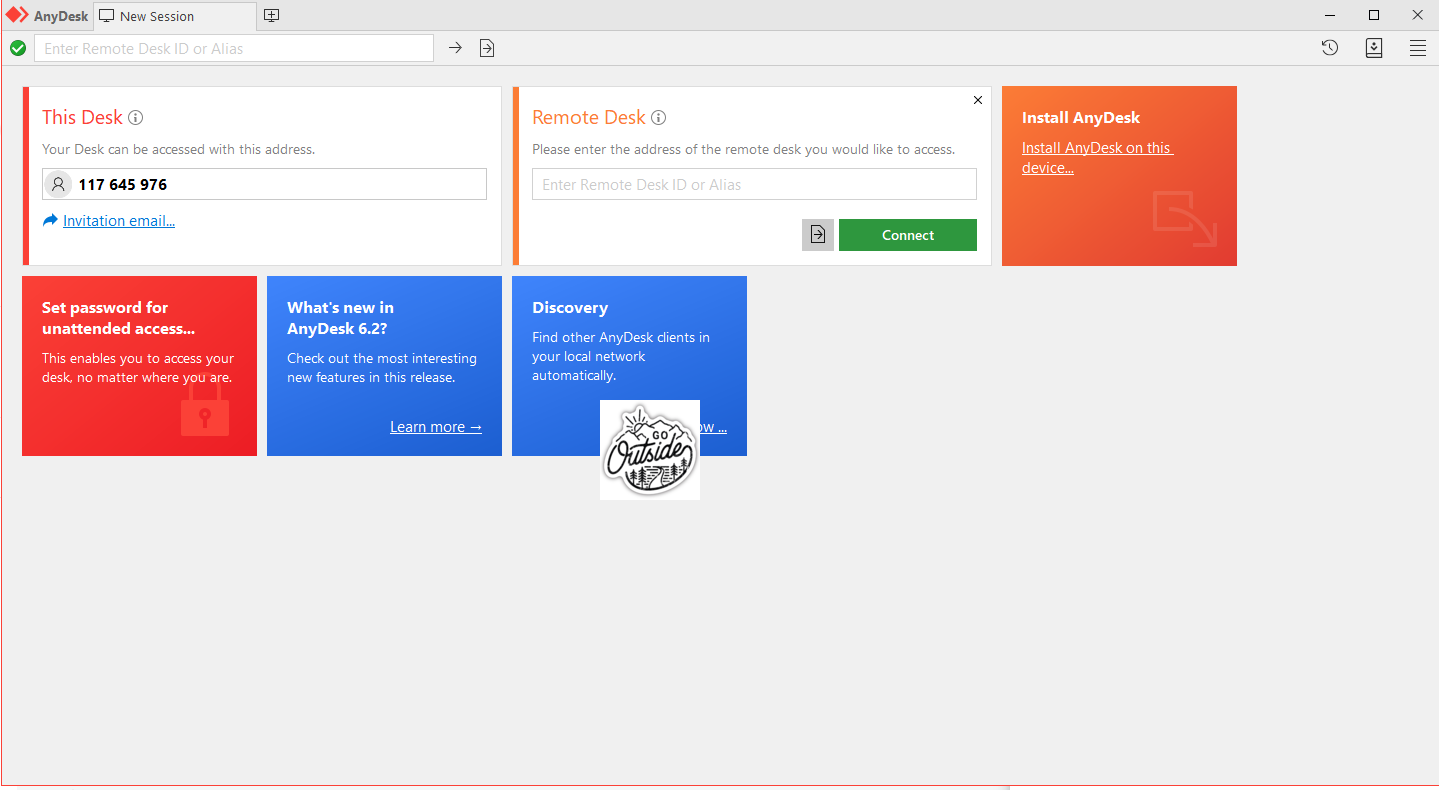 AnyDesk
New Session
Enter Remote Desk ID or Alias
This Desk
Your Desk can be accessed with this address.
117 645 976
Invitation email...
Remote Desk
Please enter the address of the remote desk you would like to access.
Enter Remote Desk ID or Alias
Connect
Install AnyDesk
Install AnyDesk on this
device...
Set password for
unattended access...
This enables you to access your
desk, no matter where you are.
What's new in
AnyDesk 6.2?
Check out the most interesting
new features in this release.
Learn more →
Discovery
Find other AnyDesk clients in
your local network
automatically.
GO
Outside